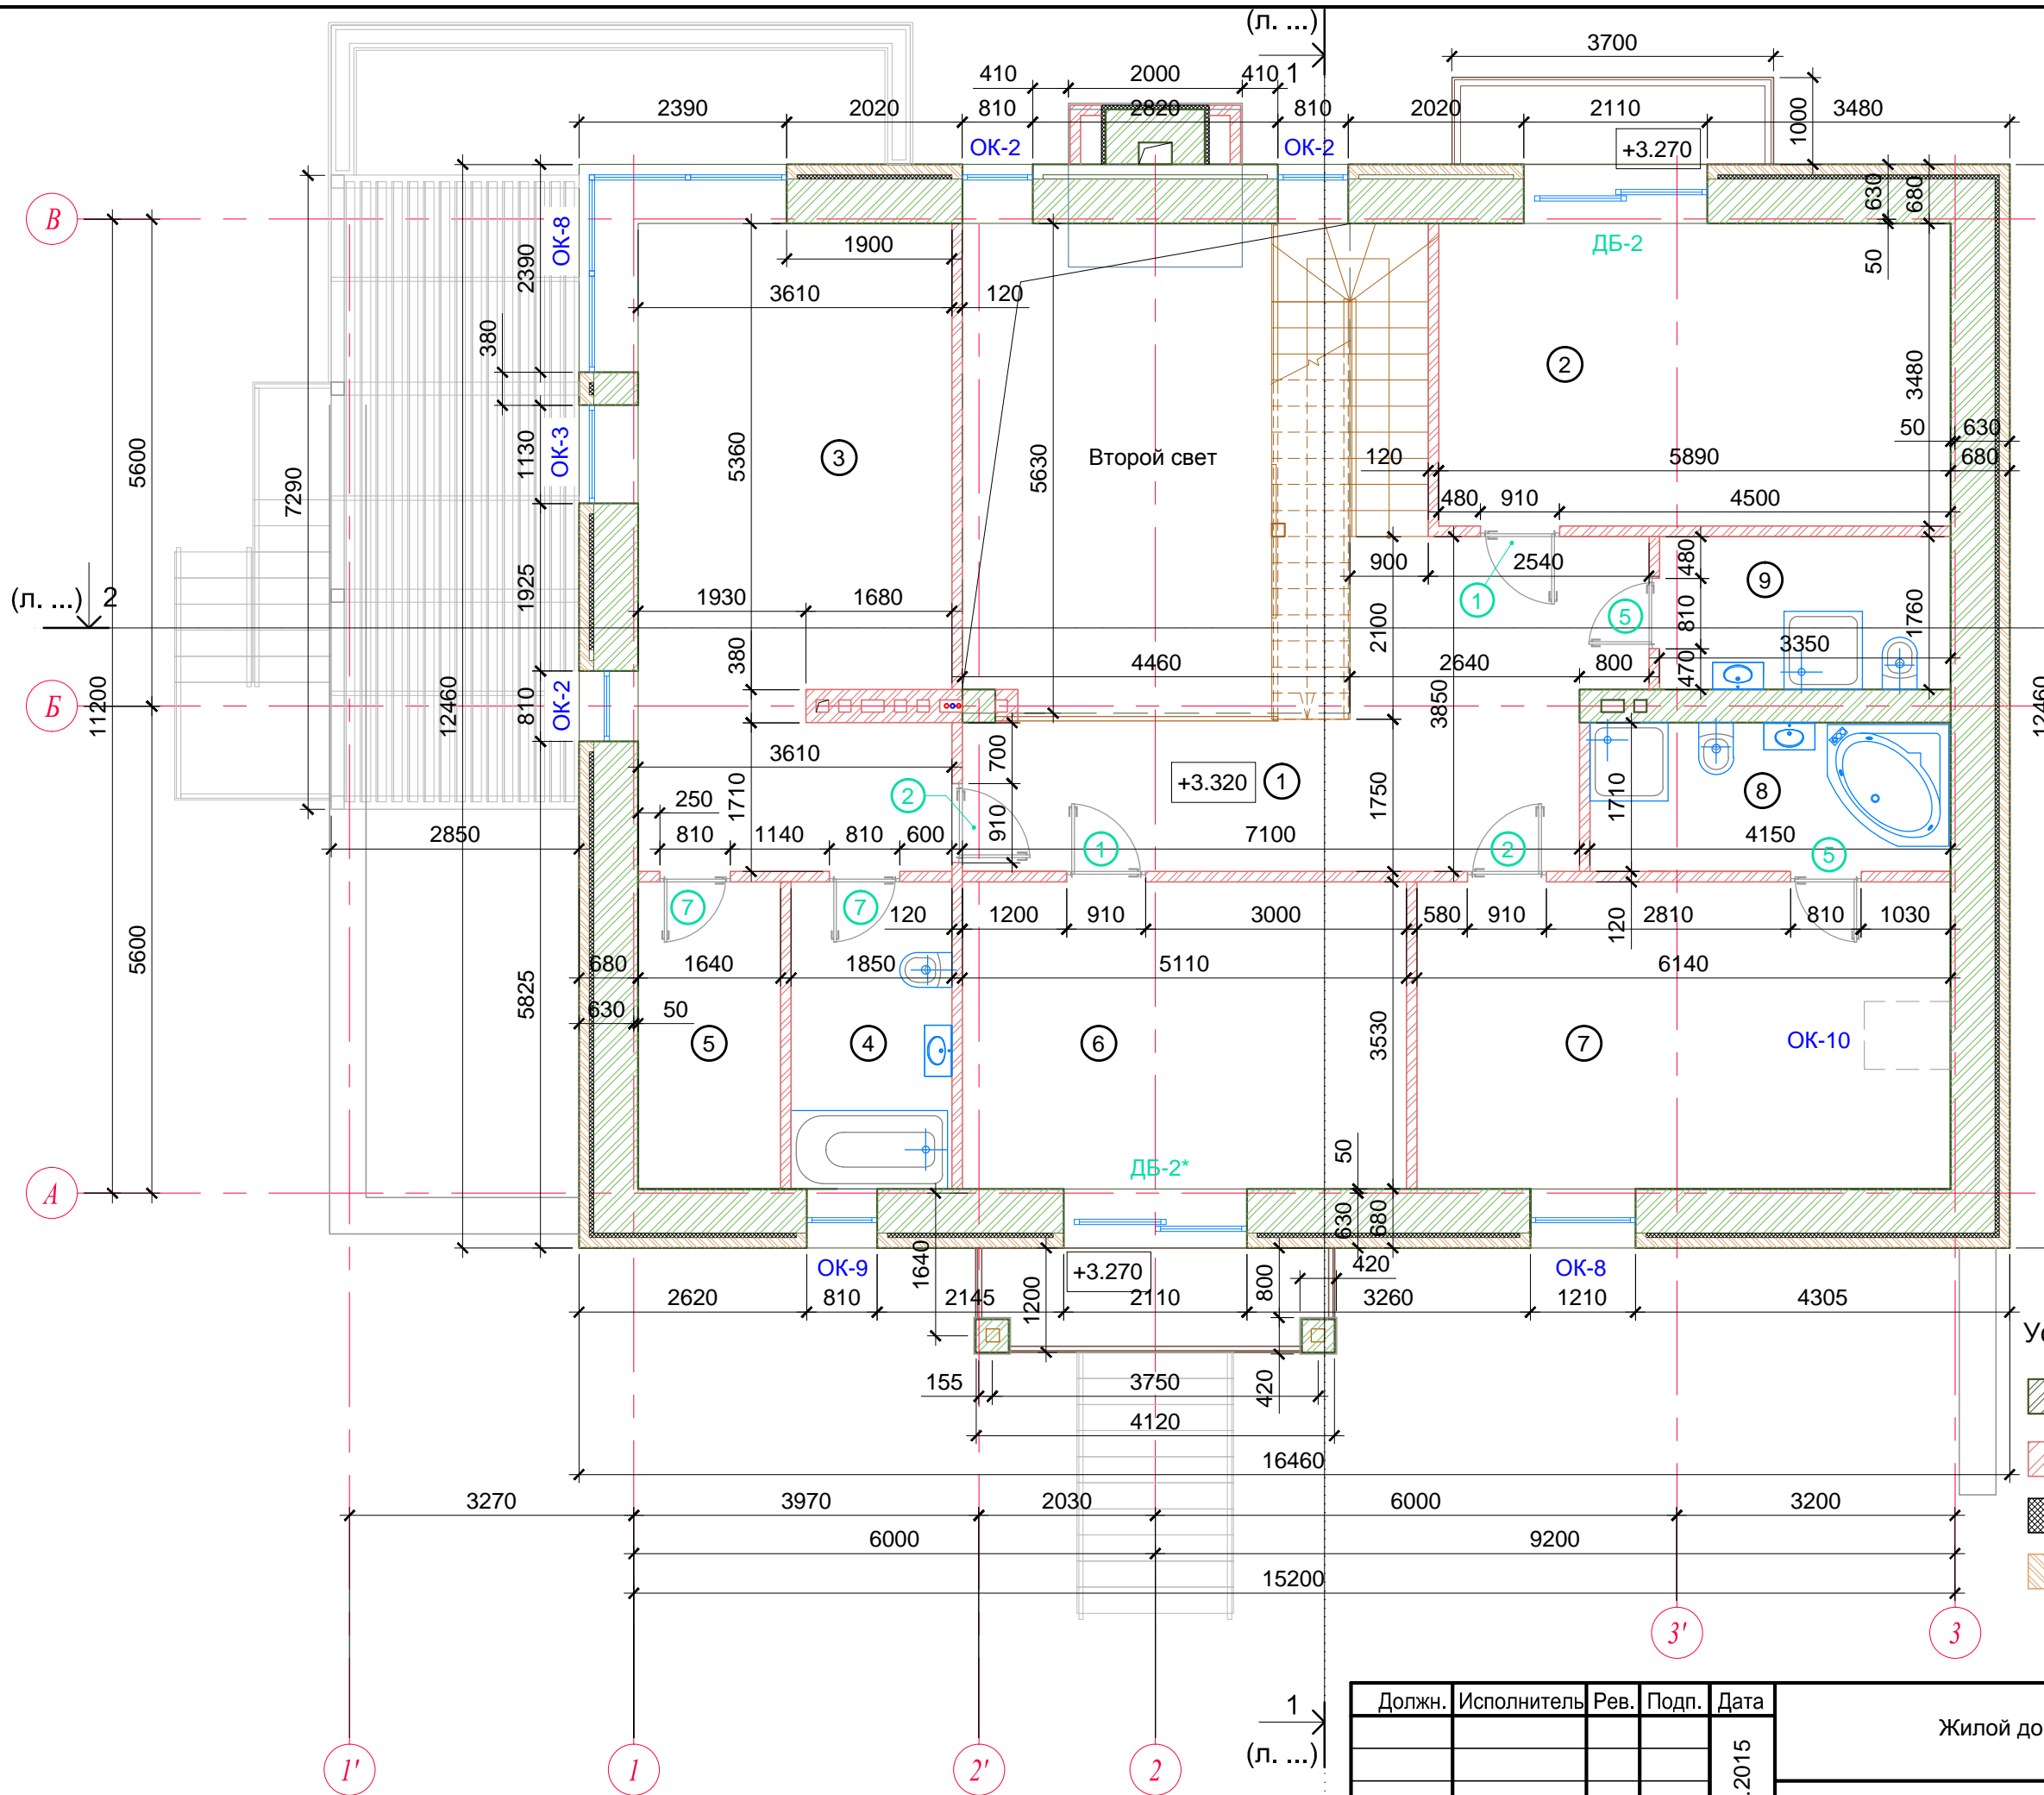 (л. ...)
1
3700
410 2000 410
2390 2020 810 2820 810 2020 2110 3480
1000
ОК-2 ОК-2 +3.270
630 680
В
ОК-8
2390
1900
ДБ-2
50
3610 120
380
7290
5600
11200
12460
2
3480
ОК-3
1130
5360
3
5630
Второй свет
50 630
120 5890 680
480 910 4500
1925
900 2540
480
9
(л. ...) 2
1930 1680
1
5
810
1760
2100
380
3350
4460 2640 800
470
Б
ОК-2
810
3850
12460
3610
700
+3.320 1
1750
1710
8
250
1710
2
910
810 1140 810 600
1
7100
2
4150
5
2850
7 7
120 1200 910 3000 580 910
120
2810 810 1030
680 1640 1850 5110 6140
5600
5825
630 50
5 4 6
3530
7
ОК-10
А
ДБ-2*
50
630 680
ОК-9
1640
1200
+3.270
800
420
ОК-8
2620 810 2145 2110 3260 1210 4305
Ус
155 3750
420
4120
16460
3270 3970 2030 6000 3200
6000 9200
15200
3' 3
1
(л. ...)
1' 1 2' 2
Должн. Исполнитель Рев. Подп. Дата
Жилой до
.2015